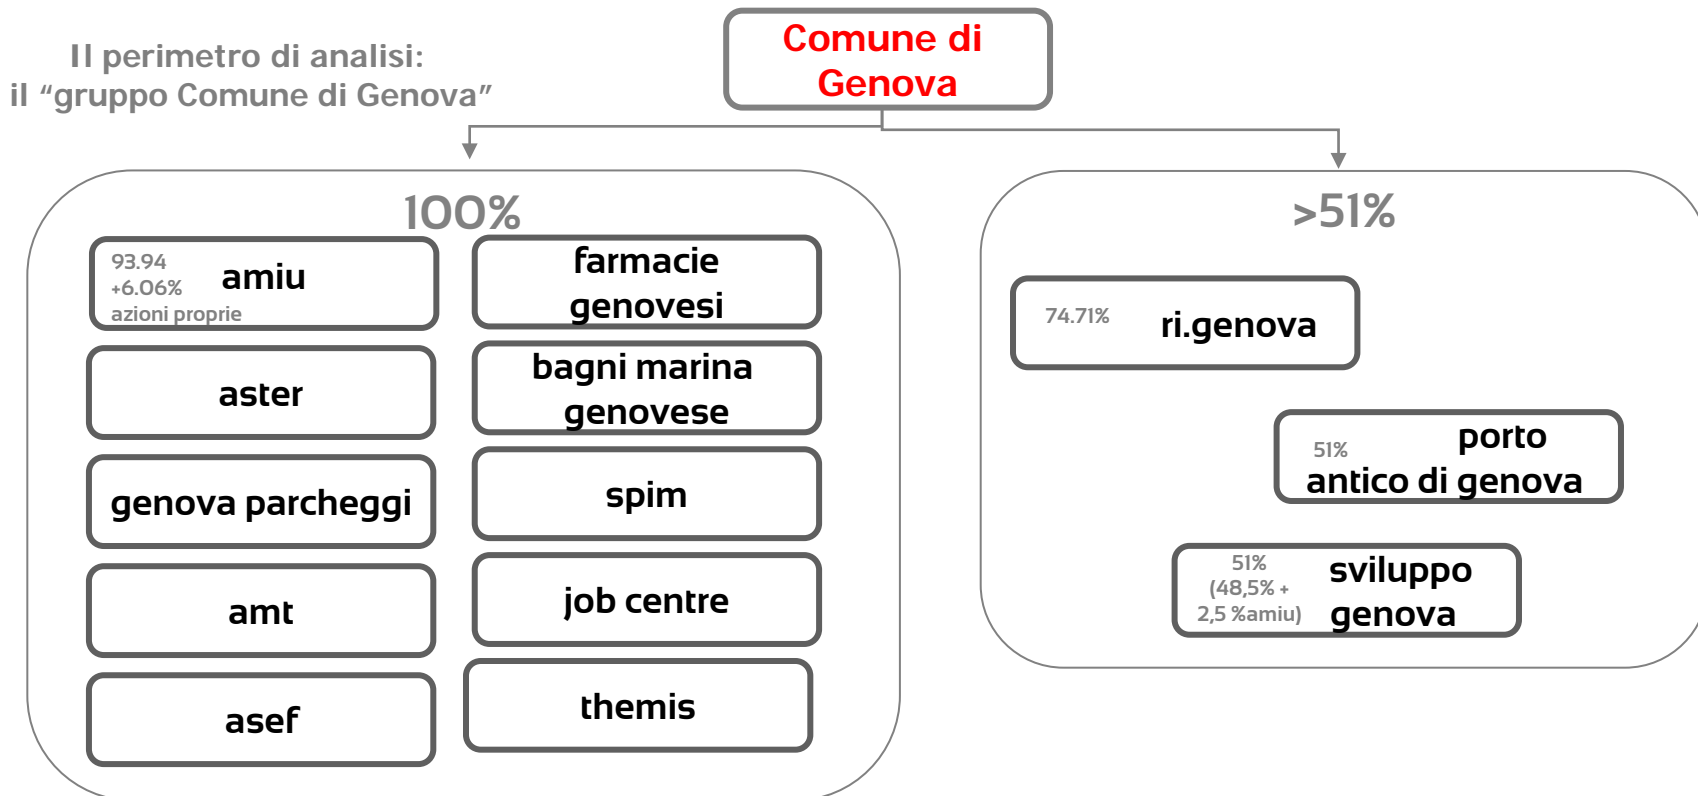 Il perimetro di analisi:
il “gruppo Comune di Genova”
Comune di
Genova
100%
93.94
+6.06%
azioni proprie
amiu
aster
genova parcheggi
amt
asef
farmacie
genovesi
bagni marina
genovese
spim
job centre
themis
>51%
74.71%
ri.genova
51%
porto
antico di genova
51%
(48,5% +
2,5 %amiu)
sviluppo
genova